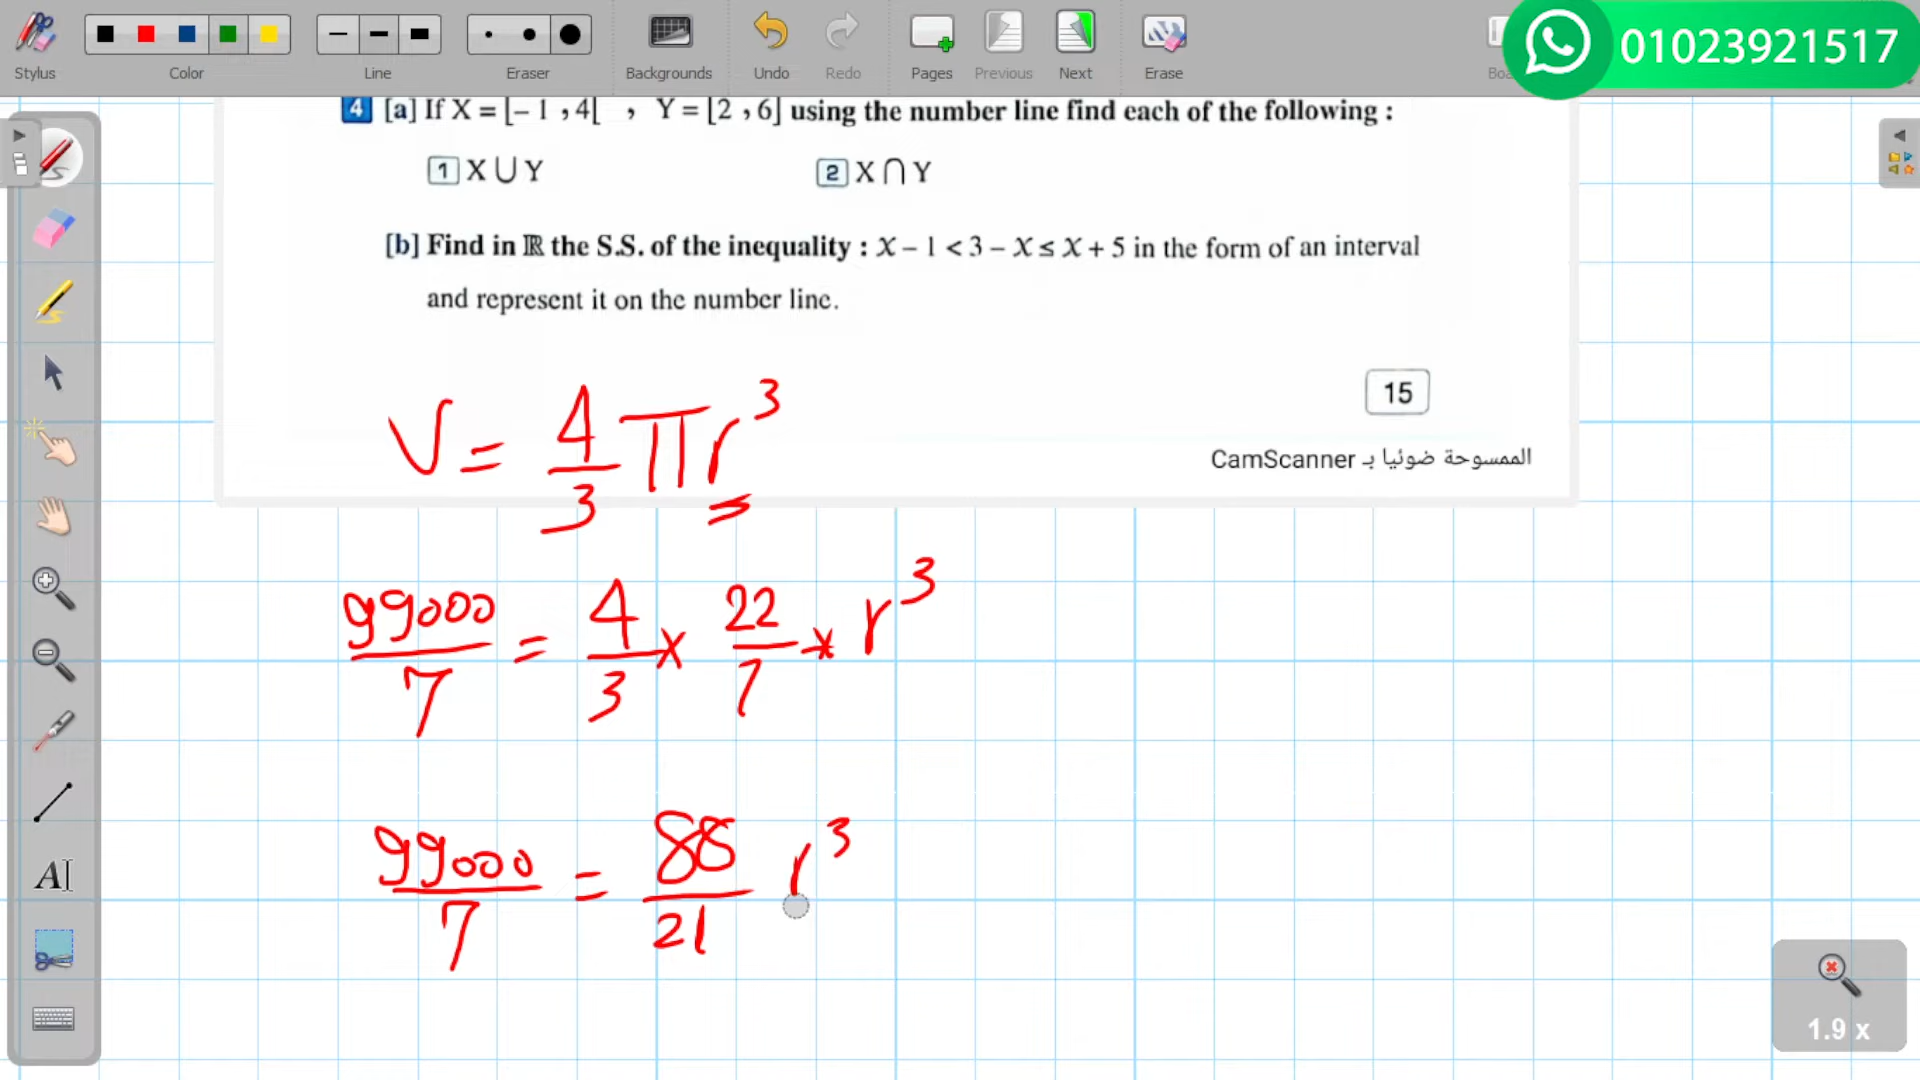 Stylus
Color
Line
Eraser
Backgrounds
Undo
Redo
Pages
Previous
Next
Erase
01023921517
4 [a] If X = [– 1 , 4[ , Y = [2 , 6] using the number line find each of the following :
1 X ∪ Y
2 X ∩ Y
[b] Find in ℝ the S.S. of the inequality : X – 1 < 3 – X ≤ X + 5 in the form of an interval
and represent it on the number line.
15
الممسوحة ضوئيا بـ CamScanner
V = 4/3 π r³
99000/7 = 4/3 × 22/7 × r³
99000/7 = 88/21 r³
A
1.9 x